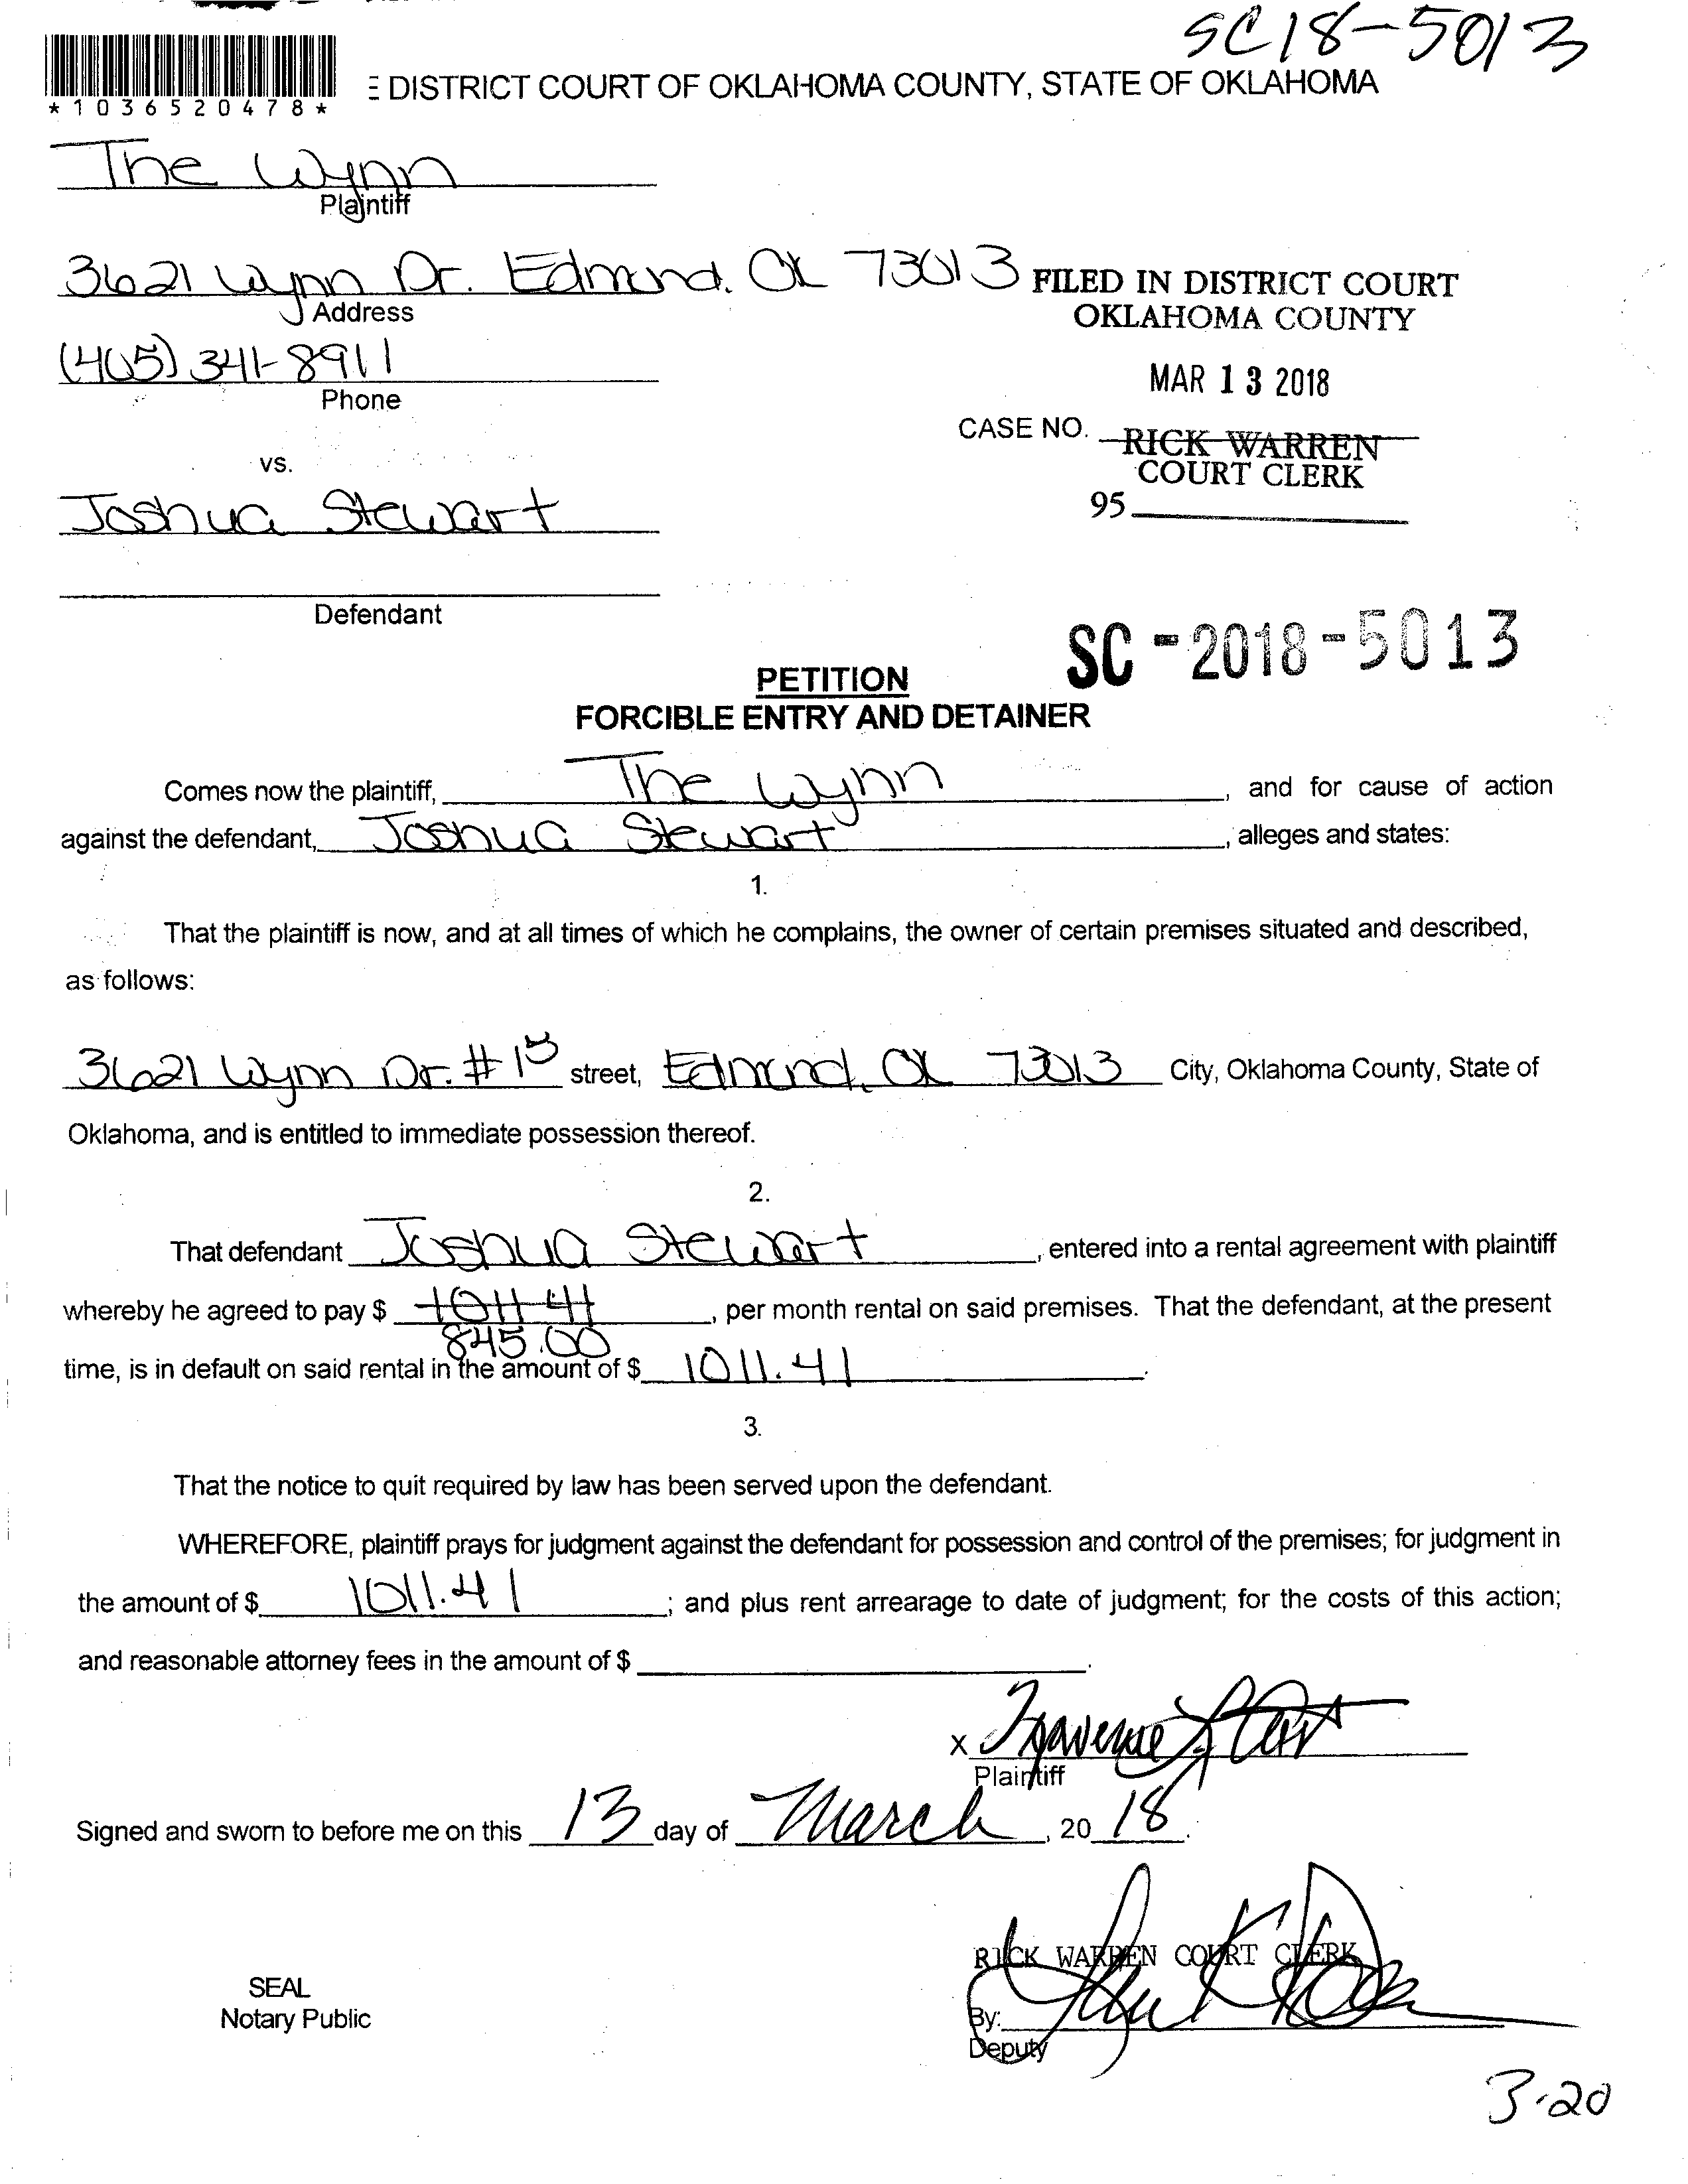 SC18-5013
*1036520478*
E DISTRICT COURT OF OKLAHOMA COUNTY, STATE OF OKLAHOMA
The Wynn
Plaintiff
3621 Wynn Dr. Edmond, OK 73013
Address
FILED IN DISTRICT COURT
OKLAHOMA COUNTY
(405) 341-8911
Phone
MAR 13 2018
CASE NO. RICK WARREN
COURT CLERK
vs.
95
Joshua Stewart
Defendant
SC-2018-5013
PETITION
FORCIBLE ENTRY AND DETAINER
Comes now the plaintiff, The Wynn, and for cause of action
against the defendant, Joshua Stewart, alleges and states:
1.
That the plaintiff is now, and at all times of which he complains, the owner of certain premises situated and described,
as follows:
3621 Wynn Dr. # street, Edmond, OK 73013 City, Oklahoma County, State of
Oklahoma, and is entitled to immediate possession thereof.
2.
That defendant Joshua Stewart, entered into a rental agreement with plaintiff
whereby he agreed to pay $ 1011.41, per month rental on said premises. That the defendant, at the present
845.00
time, is in default on said rental in the amount of $ 1011.41.
3.
That the notice to quit required by law has been served upon the defendant.
WHEREFORE, plaintiff prays for judgment against the defendant for possession and control of the premises; for judgment in
the amount of $ 1011.41; and plus rent arrearage to date of judgment; for the costs of this action;
and reasonable attorney fees in the amount of $.
x
Plaintiff
Signed and sworn to before me on this 13 day of March, 2018.
RICK WARREN COURT CLERK
SEAL
Notary Public
By:
Deputy
3-20